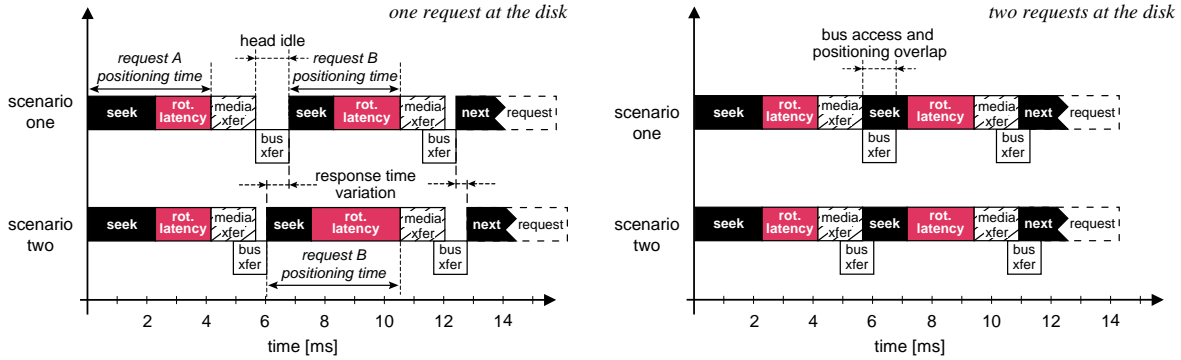 one request at the disk
head idle
request A
positioning time
request B
positioning time
scenario
one
seek
rot.
latency
media
xfer
seek
rot.
latency
media
xfer
next
request
bus
xfer
bus
xfer
response time
variation
scenario
two
seek
rot.
latency
media
xfer
seek
rot.
latency
media
xfer
next
request
bus
xfer
bus
xfer
request B
positioning time
2 4 6 8 10 12 14
time [ms]
two requests at the disk
bus access and
positioning overlap
scenario
one
seek
rot.
latency
media
xfer
seek
rot.
latency
media
xfer
next
request
bus
xfer
bus
xfer
scenario
two
seek
rot.
latency
media
xfer
seek
rot.
latency
media
xfer
next
request
bus
xfer
bus
xfer
2 4 6 8 10 12 14
time [ms]